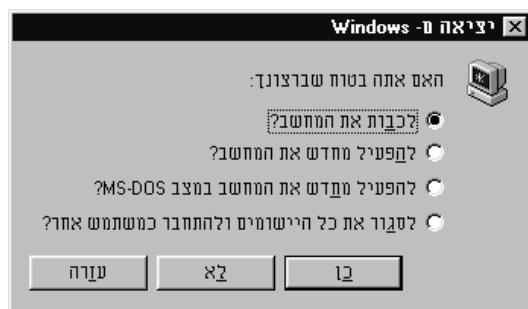 יציאה מ- Windows
האם אתה בטוח שברצונך:
לכבות את המחשב?
להפעיל מחדש את המחשב?
להפעיל מחדש את המחשב במצב MS-DOS?
לסגור את כל היישומים ולהתחבר כמשתמש אחר?
כן
לא
עזרה